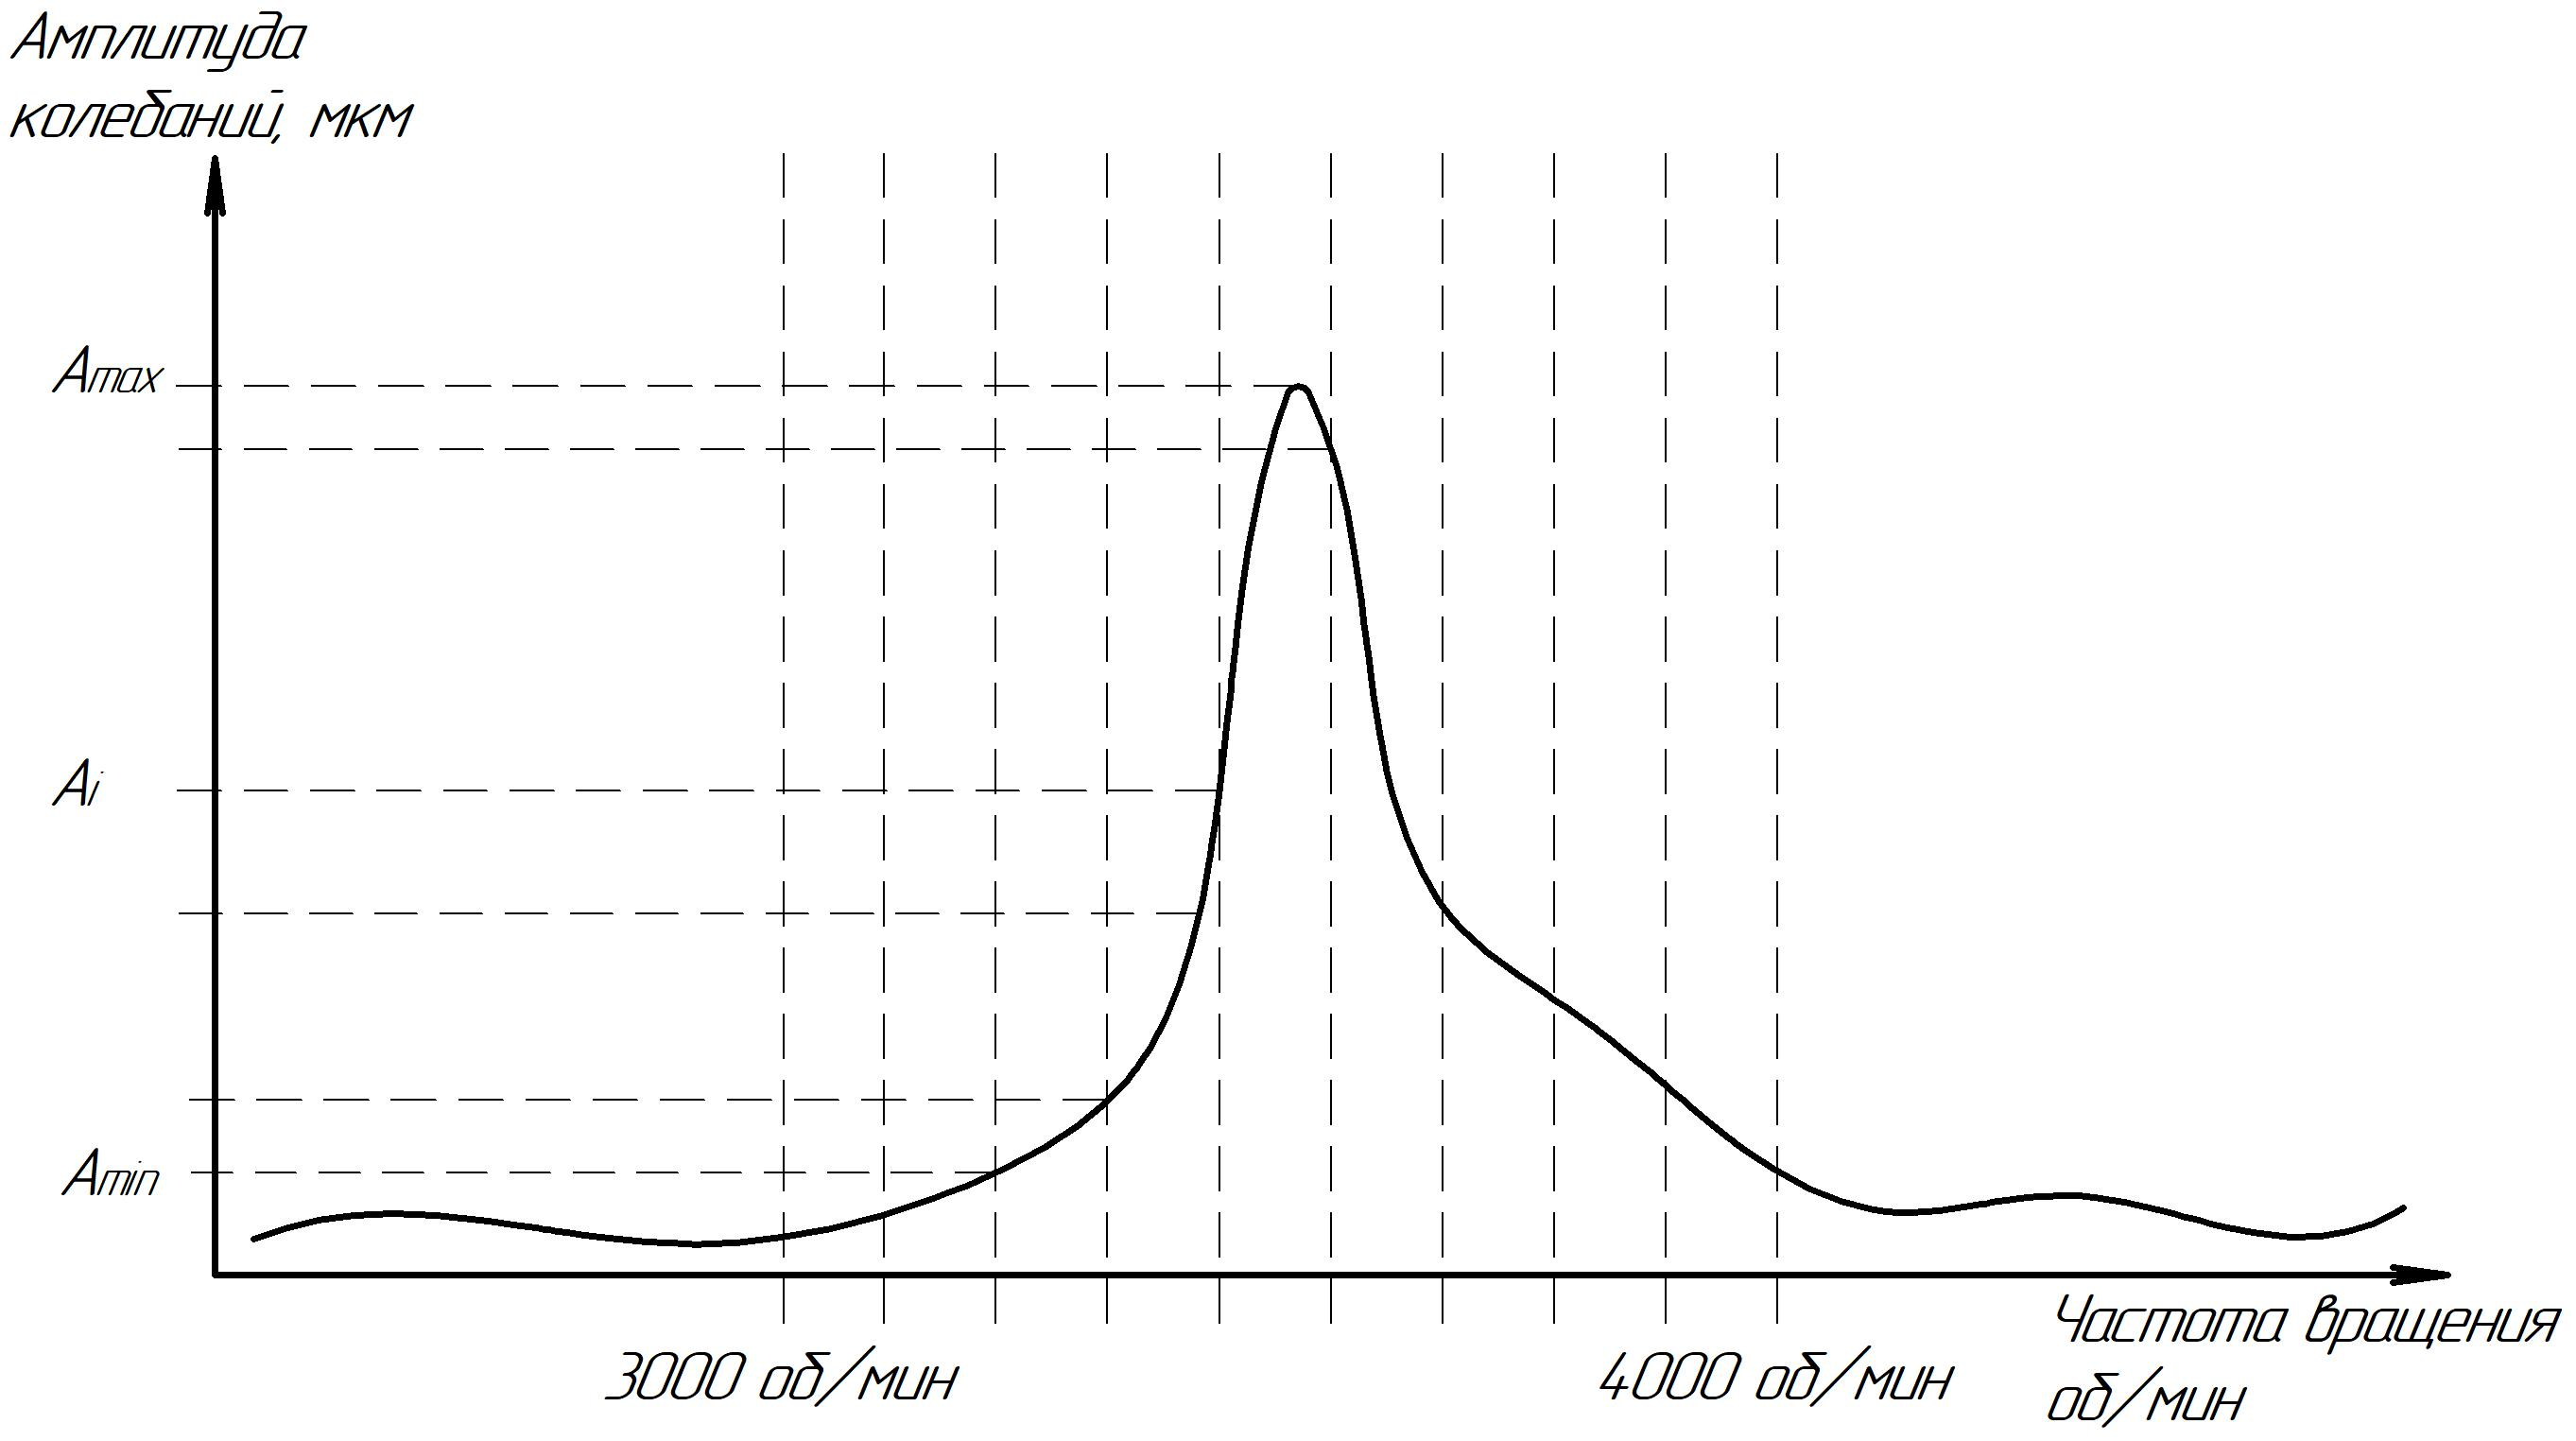 Амплитуда
колебаний, мкм
Amax
Ai
Amin
3000 об/мин
4000 об/мин
Частота вращения
об/мин